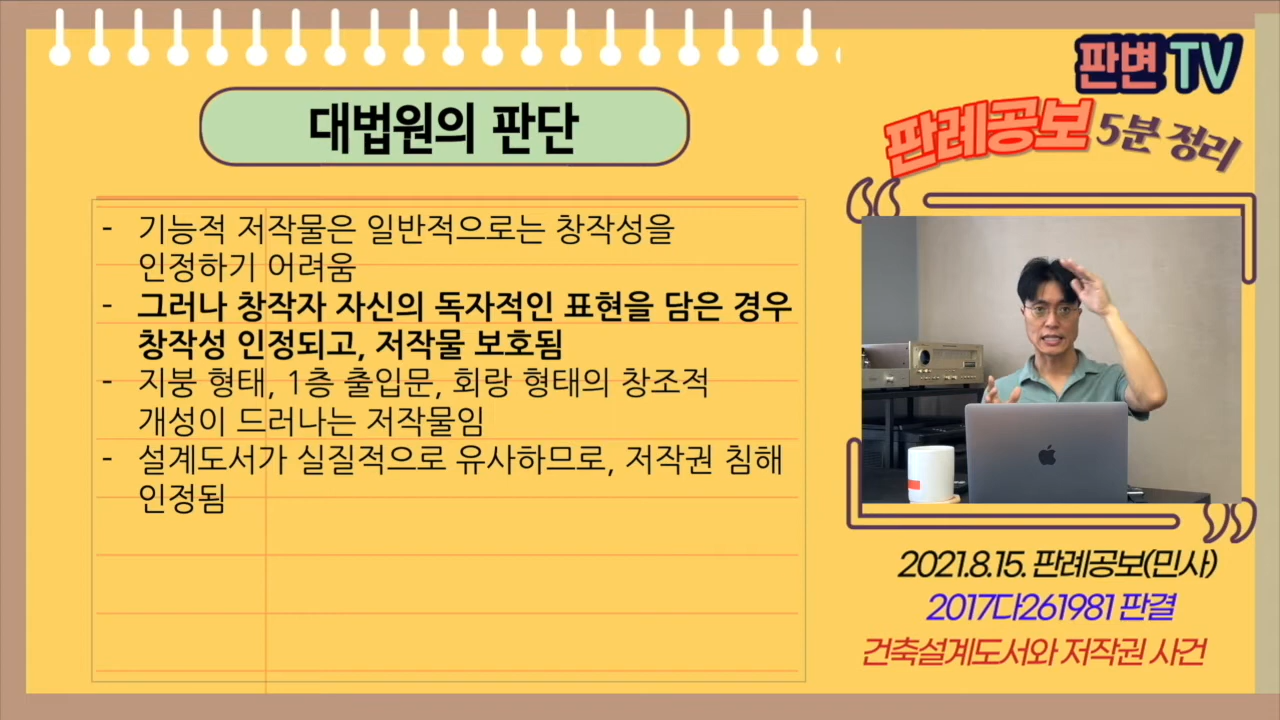 판변TV
판례공보 5분 정리
대법원의 판단
- 기능적 저작물은 일반적으로는 창작성을
인정하기 어려움
- 그러나 창작자 자신의 독자적인 표현을 담은 경우
창작성 인정되고, 저작물 보호됨
- 지붕 형태, 1층 출입문, 회랑 형태의 창조적
개성이 드러나는 저작물임
- 설계도서가 실질적으로 유사하므로, 저작권 침해
인정됨
2021.8.15. 판례공보(민사)
2017다261981 판결
건축설계도서와 저작권 사건